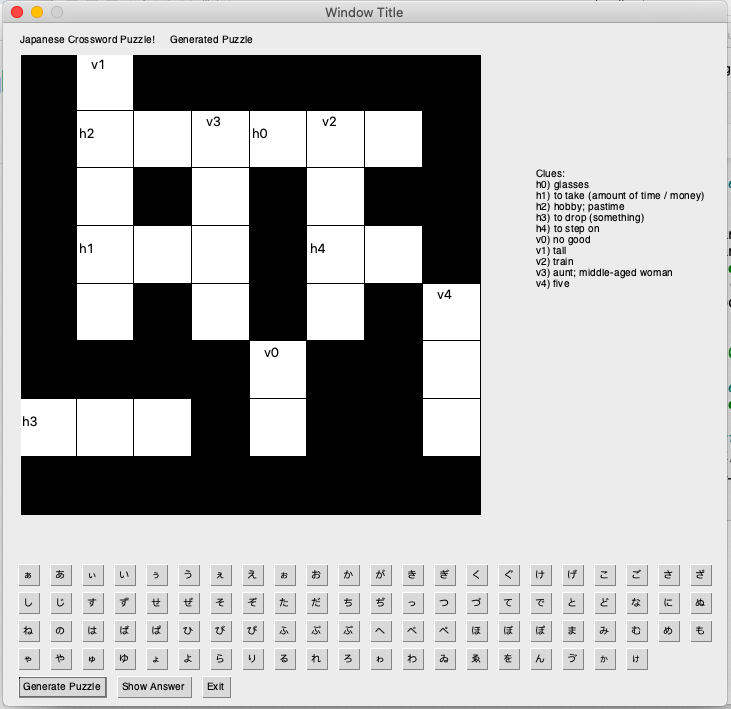 Window Title
Japanese Crossword Puzzle! Generated Puzzle
v1
h2 v3 h0 v2
h1 h4
v4
v0
h3
Clues:
h0) glasses
h1) to take (amount of time / money)
h2) hobby; pastime
h3) to drop (something)
h4) to step on
v0) no good
v1) tall
v2) train
v3) aunt; middle-aged woman
v4) five
ぁ あ ぃ い ぅ う ぇ え ぉ お か が き ぎ く ぐ け げ こ ご さ ざ
し じ す ず せ ぜ そ ぞ た だ ち ぢ っ つ づ て で と ど な に ぬ
ね の は ば ぱ ひ び ぴ ふ ぶ ぷ へ べ ぺ ほ ぼ ぽ ま み む め も
ゃ や ゅ ゆ ょ よ ら り る れ ろ ゎ わ ゐ ゑ を ん ゔ ゕ ゖ
Generate Puzzle Show Answer Exit